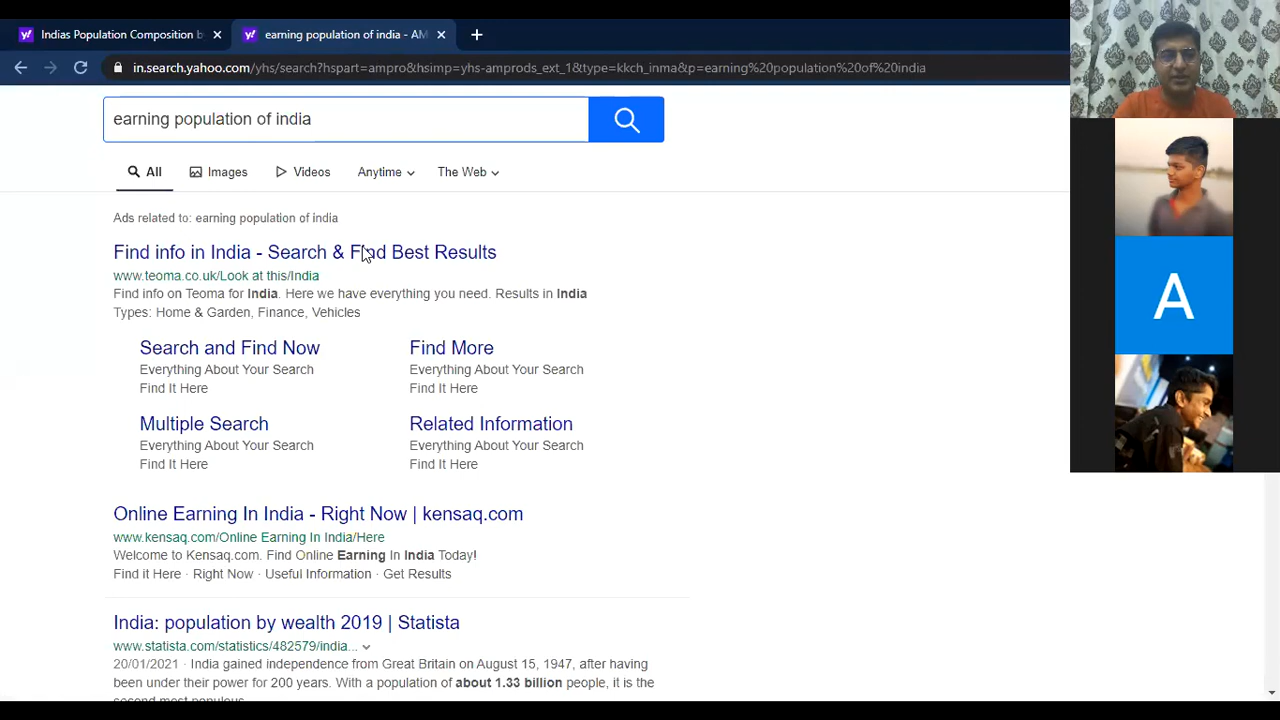 Indias Population Composition b
earning population of india - AM
in.search.yahoo.com/yhs/search?hspart=ampro&hsimp=yhs-amprods_ext_1&type=kkch_inma&p=earning%20population%20of%20india
earning population of india
All Images Videos Anytime The Web
Ads related to: earning population of india
Find info in India - Search & Find Best Results
www.teoma.co.uk/Look at this/India
Find info on Teoma for India. Here we have everything you need. Results in India
Types: Home & Garden, Finance, Vehicles
Search and Find Now
Everything About Your Search
Find It Here
Find More
Everything About Your Search
Find It Here
Multiple Search
Everything About Your Search
Find It Here
Related Information
Everything About Your Search
Find It Here
Online Earning In India - Right Now | kensaq.com
www.kensaq.com/Online Earning In India/Here
Welcome to Kensaq.com. Find Online Earning In India Today!
Find it Here · Right Now · Useful Information · Get Results
India: population by wealth 2019 | Statista
www.statista.com/statistics/482579/india...
20/01/2021 · India gained independence from Great Britain on August 15, 1947, after having
been under their power for 200 years. With a population of about 1.33 billion people, it is the
second most populous
A